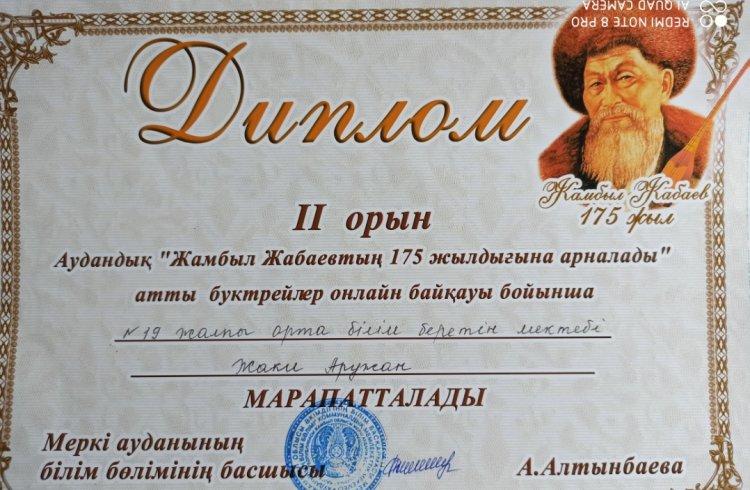 REDMI NOTE 8 PRO
AI QUAD CAMERA
Диплом
Жамбыл Жабаев
175 жыл
II орын
Аудандық "Жамбыл Жабаевтың 175 жылдығына арналады"
атты буктрейлер онлайн байқауы бойынша
№19 жалпы орта білім беретін мектебі
Жаки Аружан
МАРАПАТТАЛАДЫ
Меркі ауданының
білім бөлімінің басшысы
А.Алтынбаева